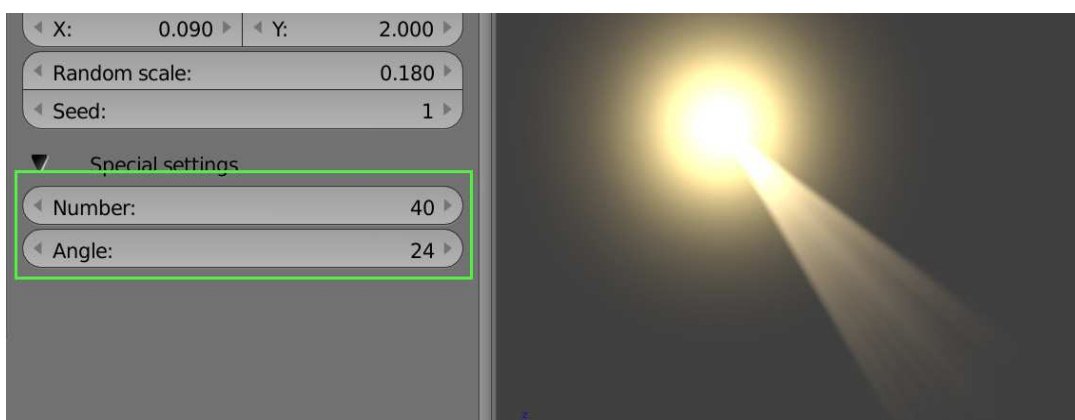 X: 0.090 Y: 2.000
Random scale: 0.180
Seed: 1
Special settings
Number: 40
Angle: 24
z